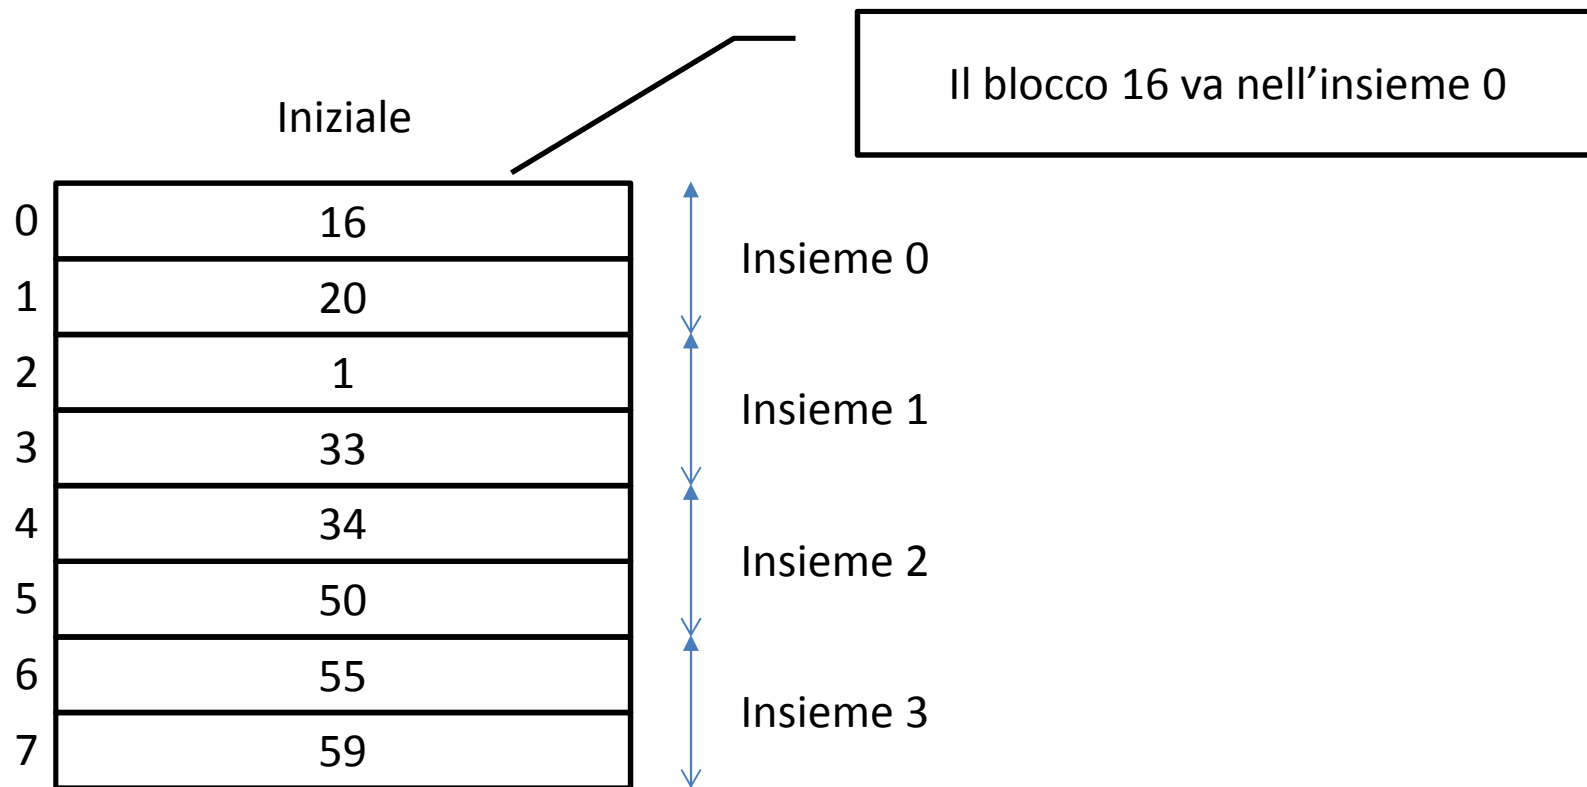 Il blocco 16 va nell’insieme 0
Iniziale
0 16
1 20
Insieme 0
2 1
3 33
Insieme 1
4 34
5 50
Insieme 2
6 55
7 59
Insieme 3